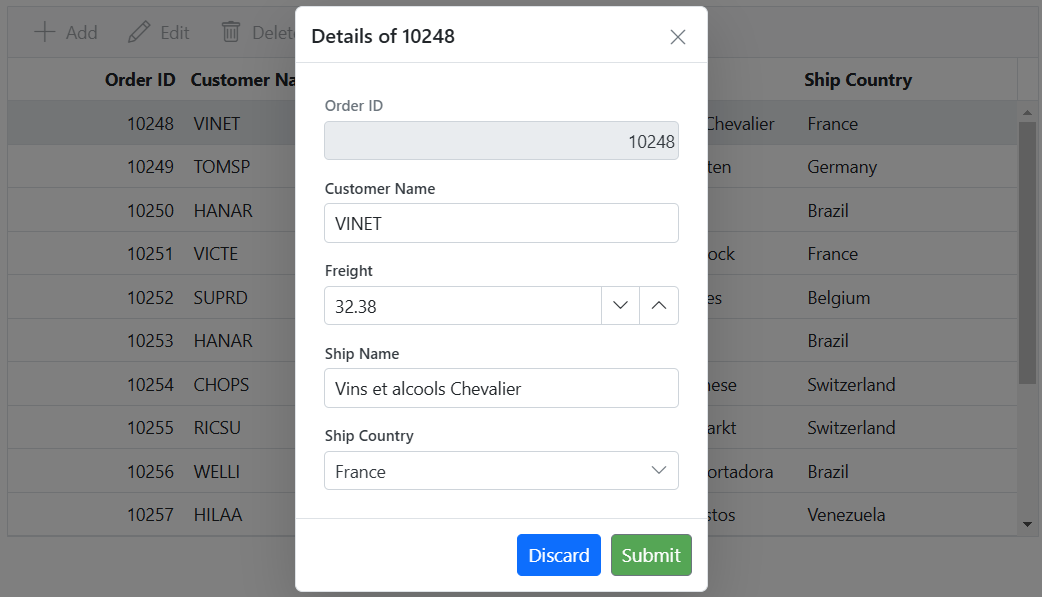 Add Edit Delet
Details of 10248
Order ID Customer Na Ship Country
Order ID
10248
10248 VINET Chevalier France
10249 TOMSP ten Germany
Customer Name
VINET
10250 HANAR Brazil
10251 VICTE ock France
Freight
32.38
10252 SUPRD es Belgium
10253 HANAR Brazil
Ship Name
Vins et alcools Chevalier
10254 CHOPS nese Switzerland
10255 RICSU arkt Switzerland
Ship Country
France
10256 WELLI ortadora Brazil
10257 HILAA stos Venezuela
Discard Submit